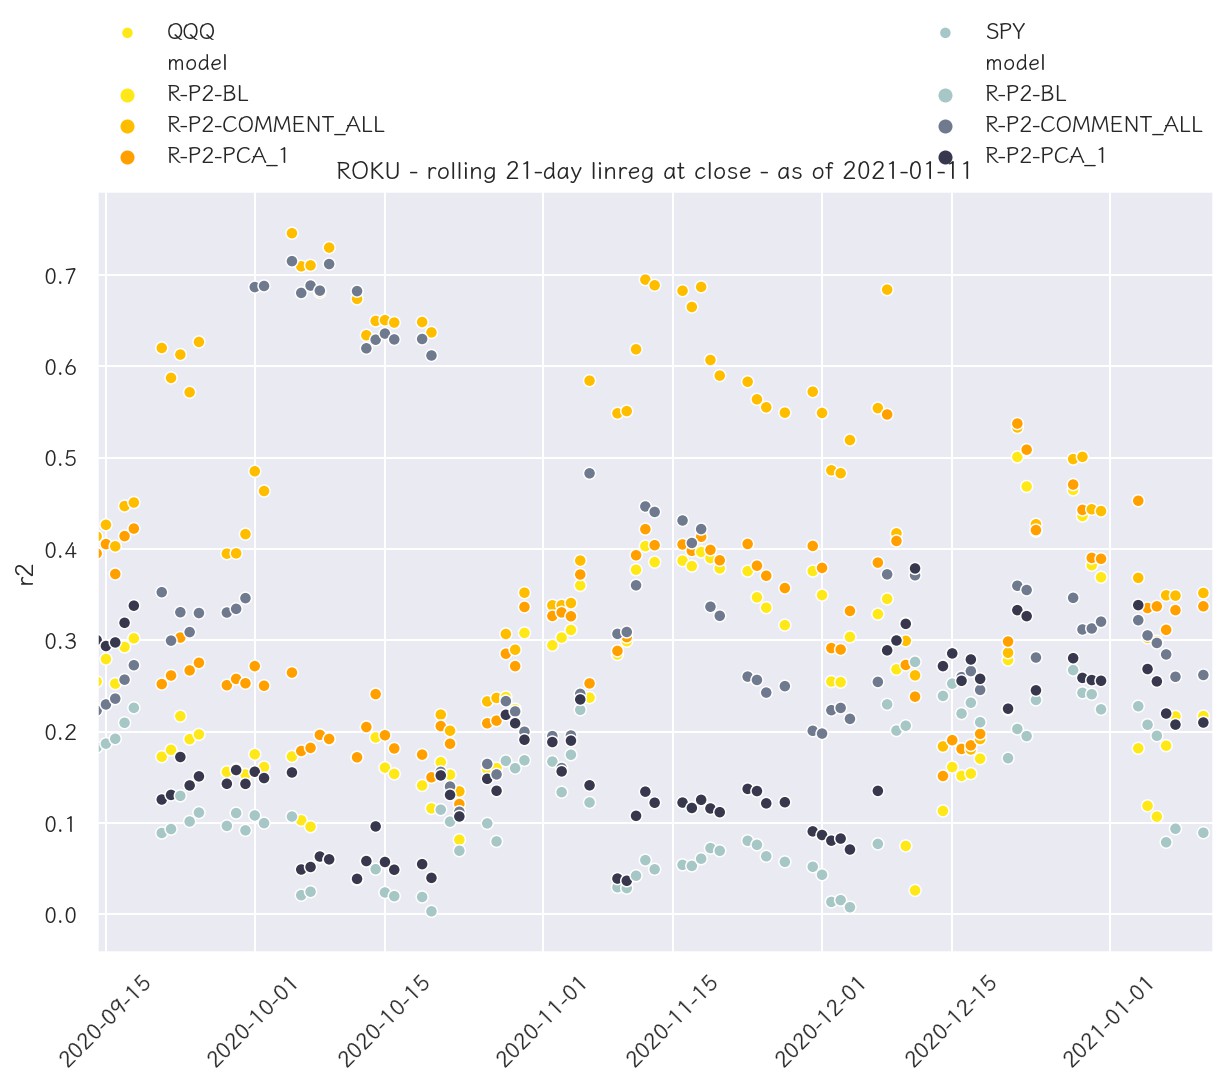 QQQ
model
R-P2-BL
R-P2-COMMENT_ALL
R-P2-PCA_1
SPY
model
R-P2-BL
R-P2-COMMENT_ALL
R-P2-PCA_1
ROKU - rolling 21-day linreg at close - as of 2021-01-11
0.7
0.6
0.5
0.4
0.3
0.2
0.1
0.0
r2
2020-09-15
2020-10-01
2020-10-15
2020-11-01
2020-11-15
2020-12-01
2020-12-15
2021-01-01